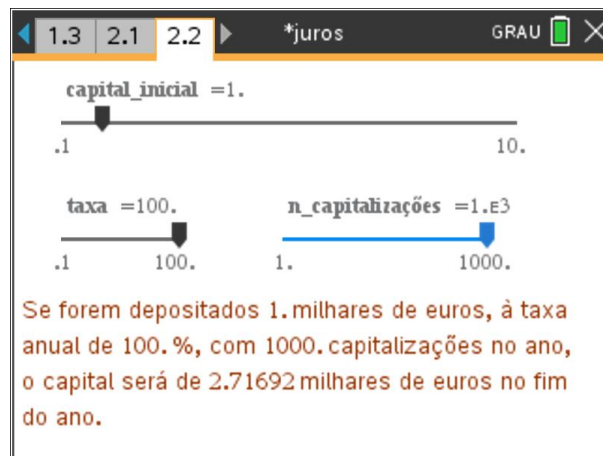 1.3 2.1 2.2 *juros GRAU
capital_inicial =1.
.1 10.
taxa =100. n_capitalizações =1.ᴇ3
.1 100. 1. 1000.
Se forem depositados 1. milhares de euros, à taxa
anual de 100. %, com 1000. capitalizações no ano,
o capital será de 2.71692 milhares de euros no fim
do ano.